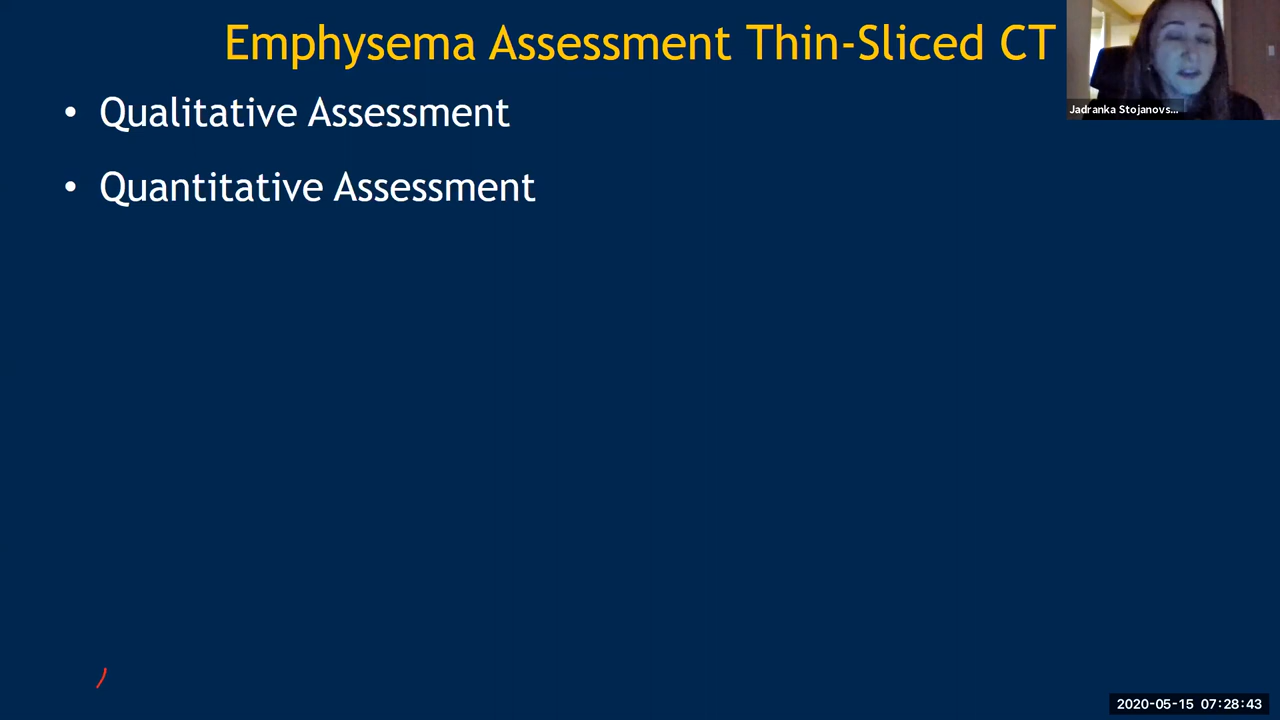 Emphysema Assessment Thin-Sliced CT
Jadranka Stojanovs...
• Qualitative Assessment
• Quantitative Assessment
2020-05-15 07:28:43